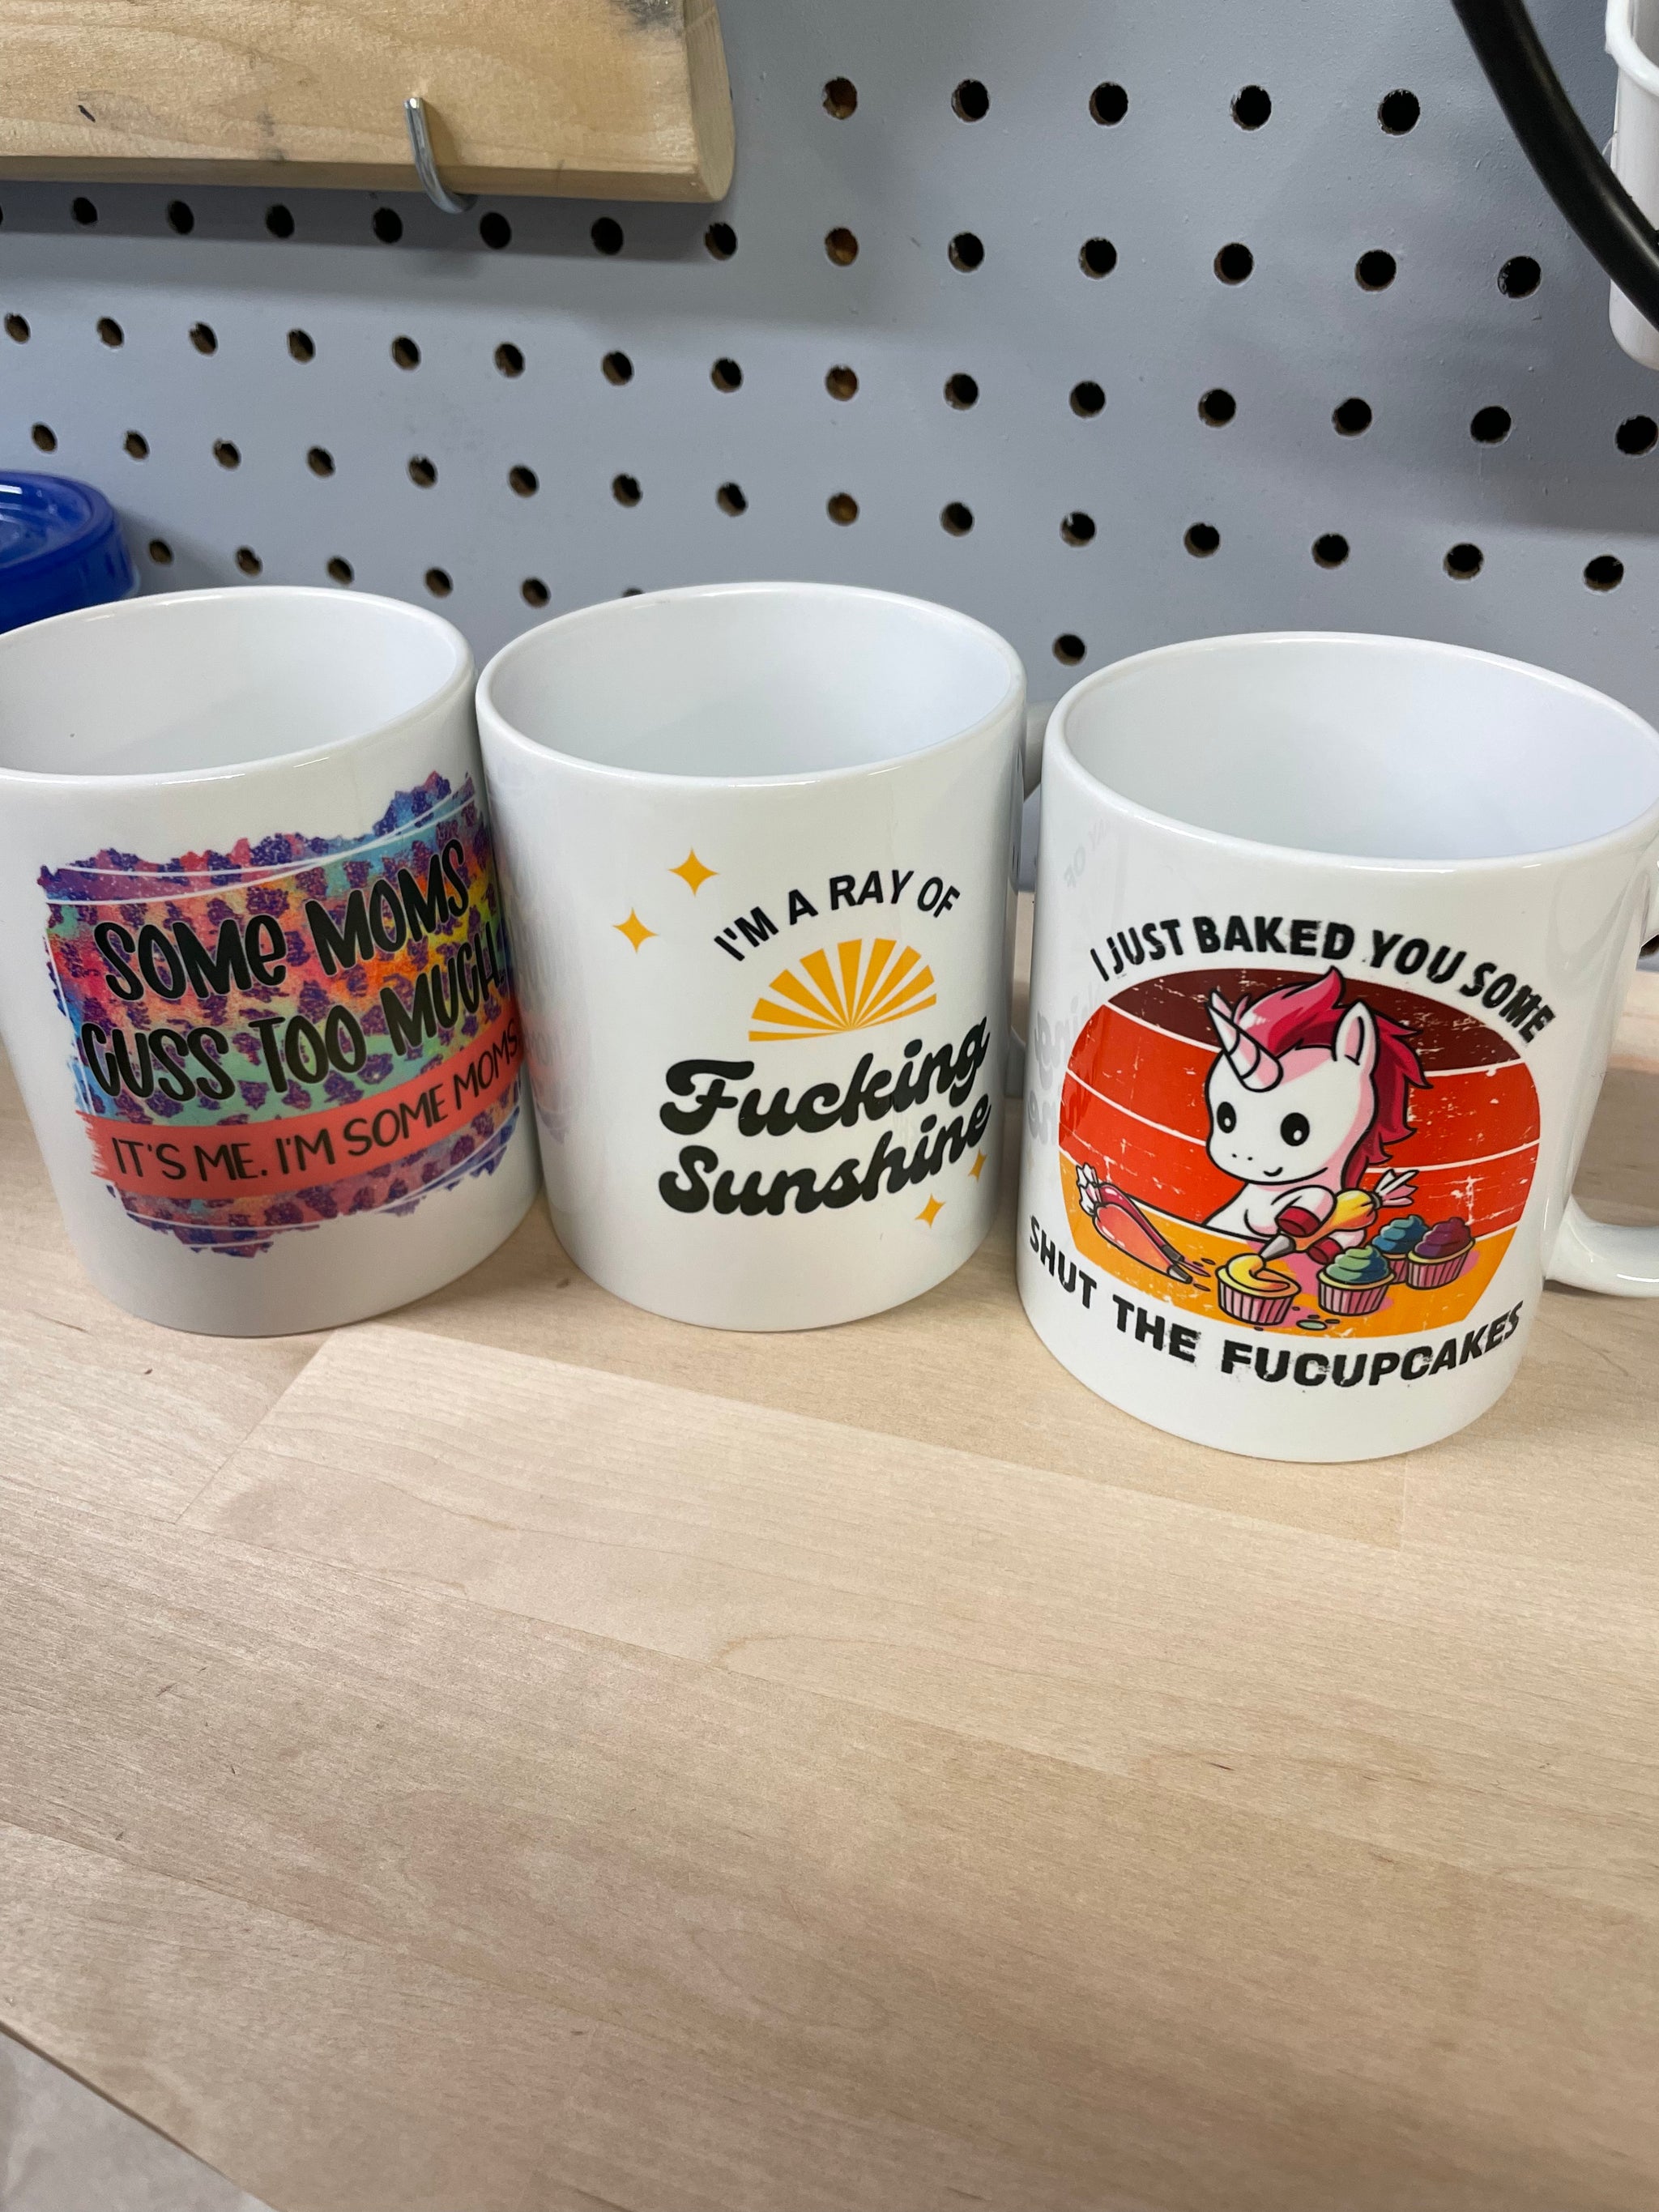 SOME MOMS
CUSS TOO MUCH.
IT'S ME. I'M SOME MOMS
I'M A RAY OF
Fucking
Sunshine
I JUST BAKED YOU SOME
SHUT THE FUCUPCAKES